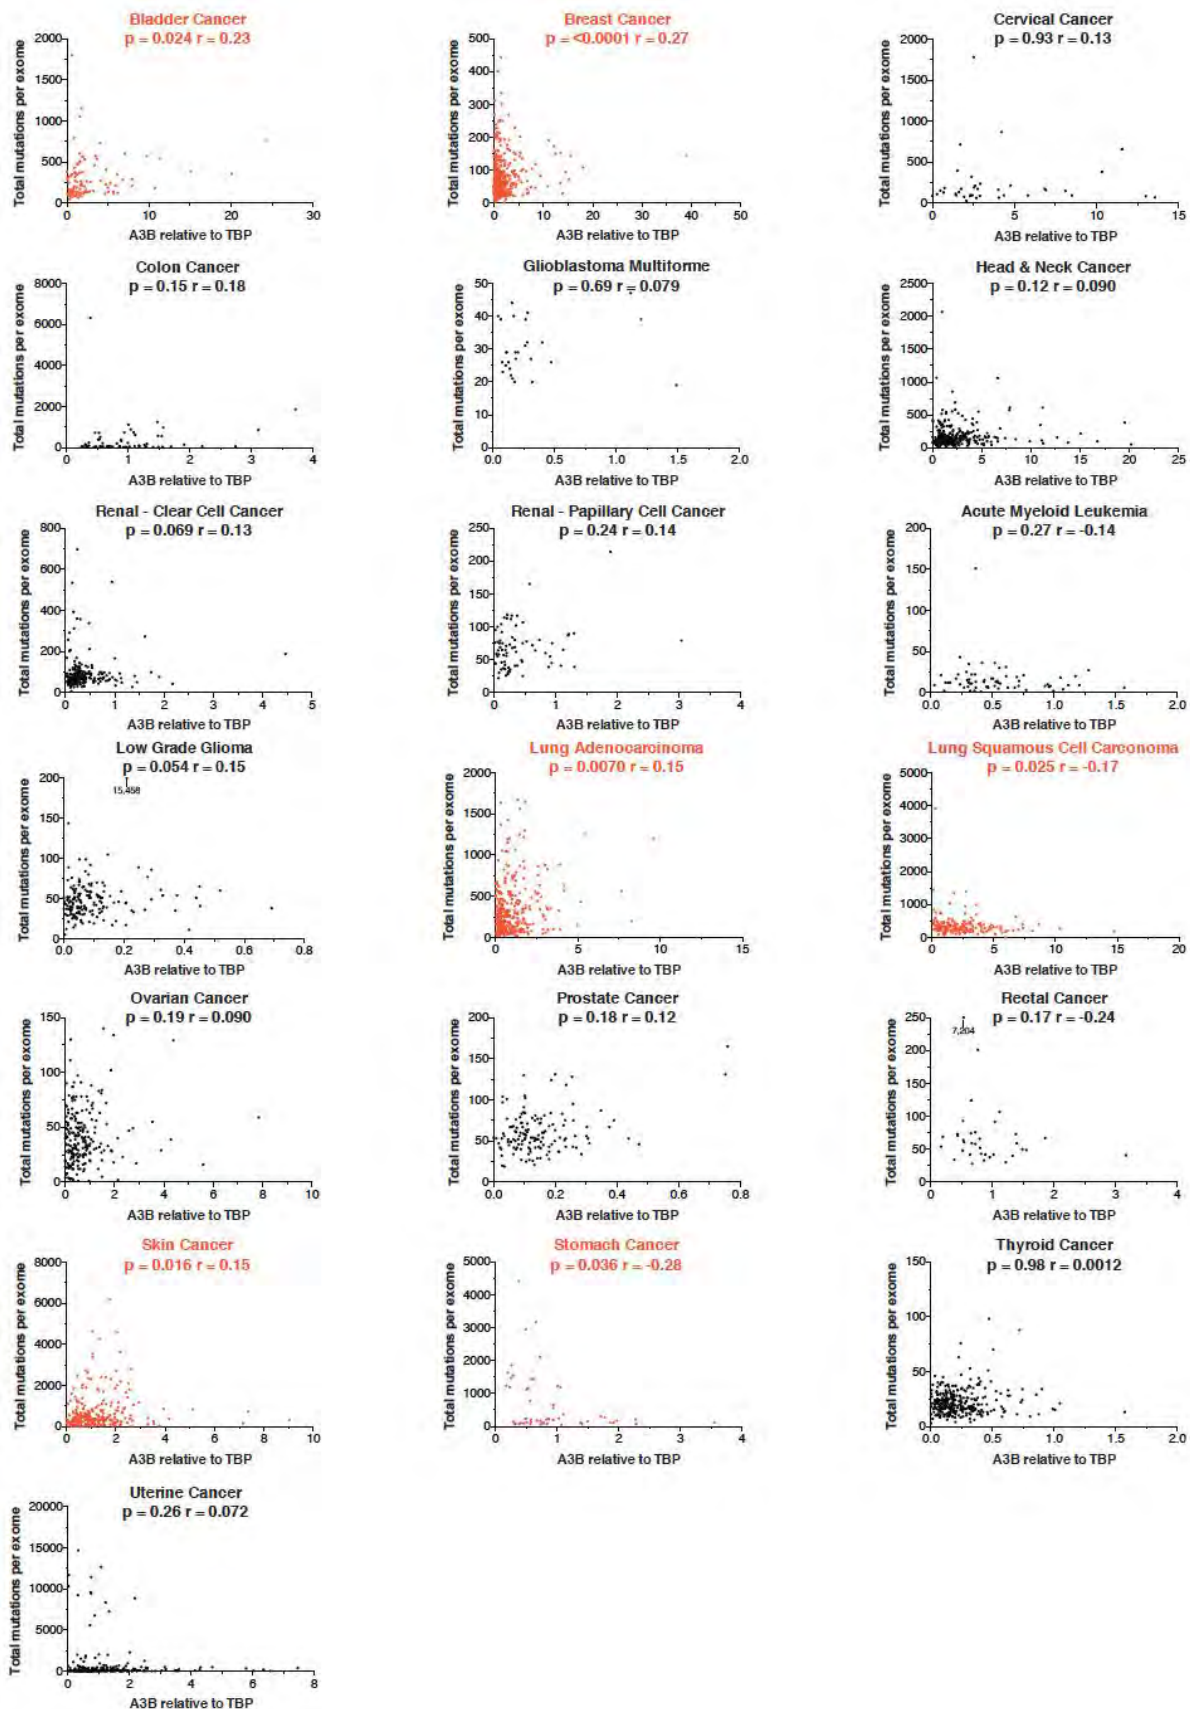 Bladder Cancer
p = 0.024 r = 0.23
Total mutations per exome
2000
1500
1000
500
0
0 10 20 30
A3B relative to TBP
Breast Cancer
p = <0.0001 r = 0.27
Total mutations per exome
500
400
300
200
100
0
0 10 20 30 40 50
A3B relative to TBP
Cervical Cancer
p = 0.93 r = 0.13
Total mutations per exome
2000
1500
1000
500
0
0 5 10 15
A3B relative to TBP
Colon Cancer
p = 0.15 r = 0.18
Total mutations per exome
8000
6000
4000
2000
0
0 1 2 3 4
A3B relative to TBP
Glioblastoma Multiforme
p = 0.69 r = 0.079
Total mutations per exome
50
40
30
20
10
0
0.0 0.5 1.0 1.5 2.0
A3B relative to TBP
Head & Neck Cancer
p = 0.12 r = 0.090
Total mutations per exome
2500
2000
1500
1000
500
0
0 5 10 15 20 25
A3B relative to TBP
Renal - Clear Cell Cancer
p = 0.069 r = 0.13
Total mutations per exome
800
600
400
200
0
0 1 2 3 4 5
A3B relative to TBP
Renal - Papillary Cell Cancer
p = 0.24 r = 0.14
Total mutations per exome
250
200
150
100
50
0
0 1 2 3 4
A3B relative to TBP
Acute Myeloid Leukemia
p = 0.27 r = -0.14
Total mutations per exome
200
150
100
50
0
0.0 0.5 1.0 1.5 2.0
A3B relative to TBP
Low Grade Glioma
p = 0.054 r = 0.15
15,458
Total mutations per exome
200
150
100
50
0
0.0 0.2 0.4 0.6 0.8
A3B relative to TBP
Lung Adenocarcinoma
p = 0.0070 r = 0.15
Total mutations per exome
2000
1500
1000
500
0
0 5 10 15
A3B relative to TBP
Lung Squamous Cell Carconoma
p = 0.025 r = -0.17
Total mutations per exome
5000
4000
3000
2000
1000
0
0 5 10 15 20
A3B relative to TBP
Ovarian Cancer
p = 0.19 r = 0.090
Total mutations per exome
150
100
50
0
0 2 4 6 8 10
A3B relative to TBP
Prostate Cancer
p = 0.18 r = 0.12
Total mutations per exome
200
150
100
50
0
0.0 0.2 0.4 0.6 0.8
A3B relative to TBP
Rectal Cancer
p = 0.17 r = -0.24
7,204
Total mutations per exome
250
200
150
100
50
0
0 1 2 3 4
A3B relative to TBP
Skin Cancer
p = 0.016 r = 0.15
Total mutations per exome
8000
6000
4000
2000
0
0 2 4 6 8 10
A3B relative to TBP
Stomach Cancer
p = 0.036 r = -0.28
Total mutations per exome
5000
4000
3000
2000
1000
0
0 1 2 3 4
A3B relative to TBP
Thyroid Cancer
p = 0.98 r = 0.0012
Total mutations per exome
150
100
50
0
0.0 0.5 1.0 1.5 2.0
A3B relative to TBP
Uterine Cancer
p = 0.26 r = 0.072
Total mutations per exome
20000
15000
10000
5000
0
0 2 4 6 8
A3B relative to TBP